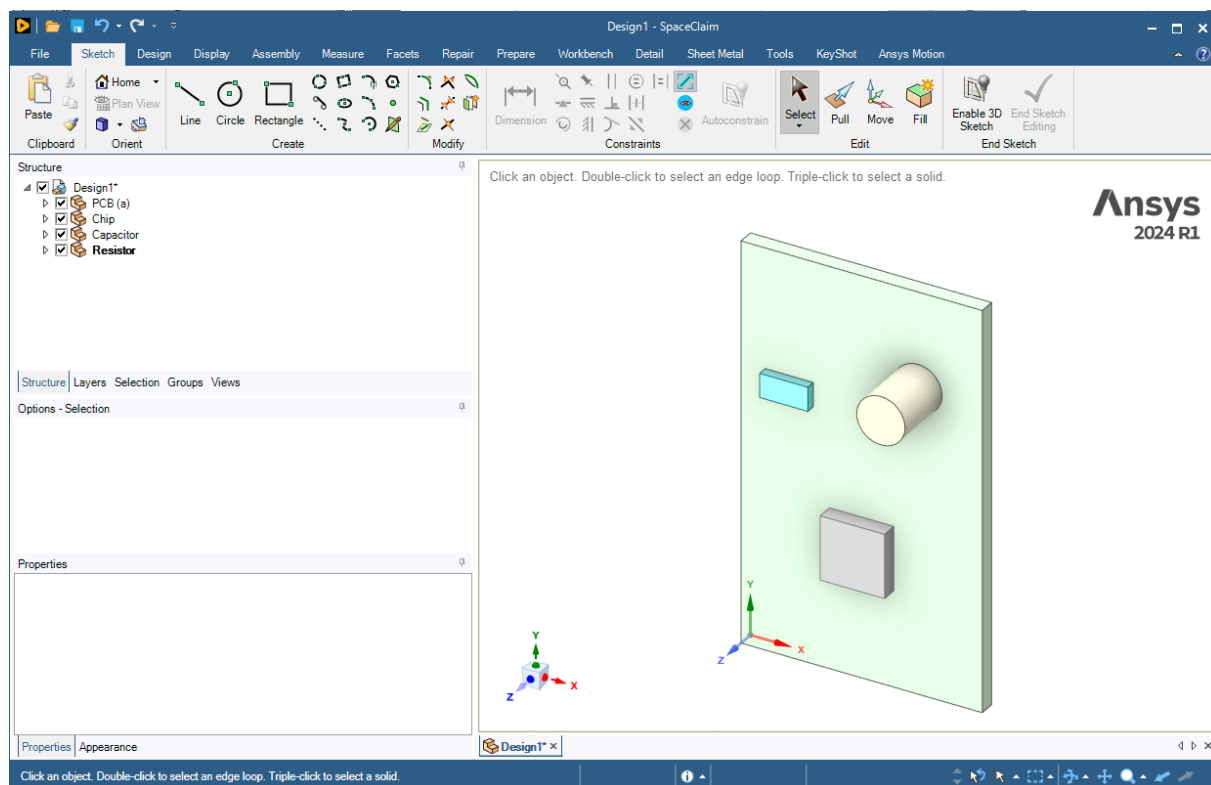 Design1 - SpaceClaim
File Sketch Design Display Assembly Measure Facets Repair Prepare Workbench Detail Sheet Metal Tools KeyShot Ansys Motion
Paste
Home
Plan View
Line Circle Rectangle
Dimension
Autoconstrain
Select Pull Move Fill
Enable 3D Sketch
End Sketch Editing
Clipboard Orient Create Modify Constraints Edit End Sketch
Structure
Design1*
PCB (a)
Chip
Capacitor
Resistor
Structure Layers Selection Groups Views
Options - Selection
Properties
Properties Appearance
Click an object. Double-click to select an edge loop. Triple-click to select a solid.
Ansys
2024 R1
Y
X
Z
Y
X
Z
Design1*
Click an object. Double-click to select an edge loop. Triple-click to select a solid.